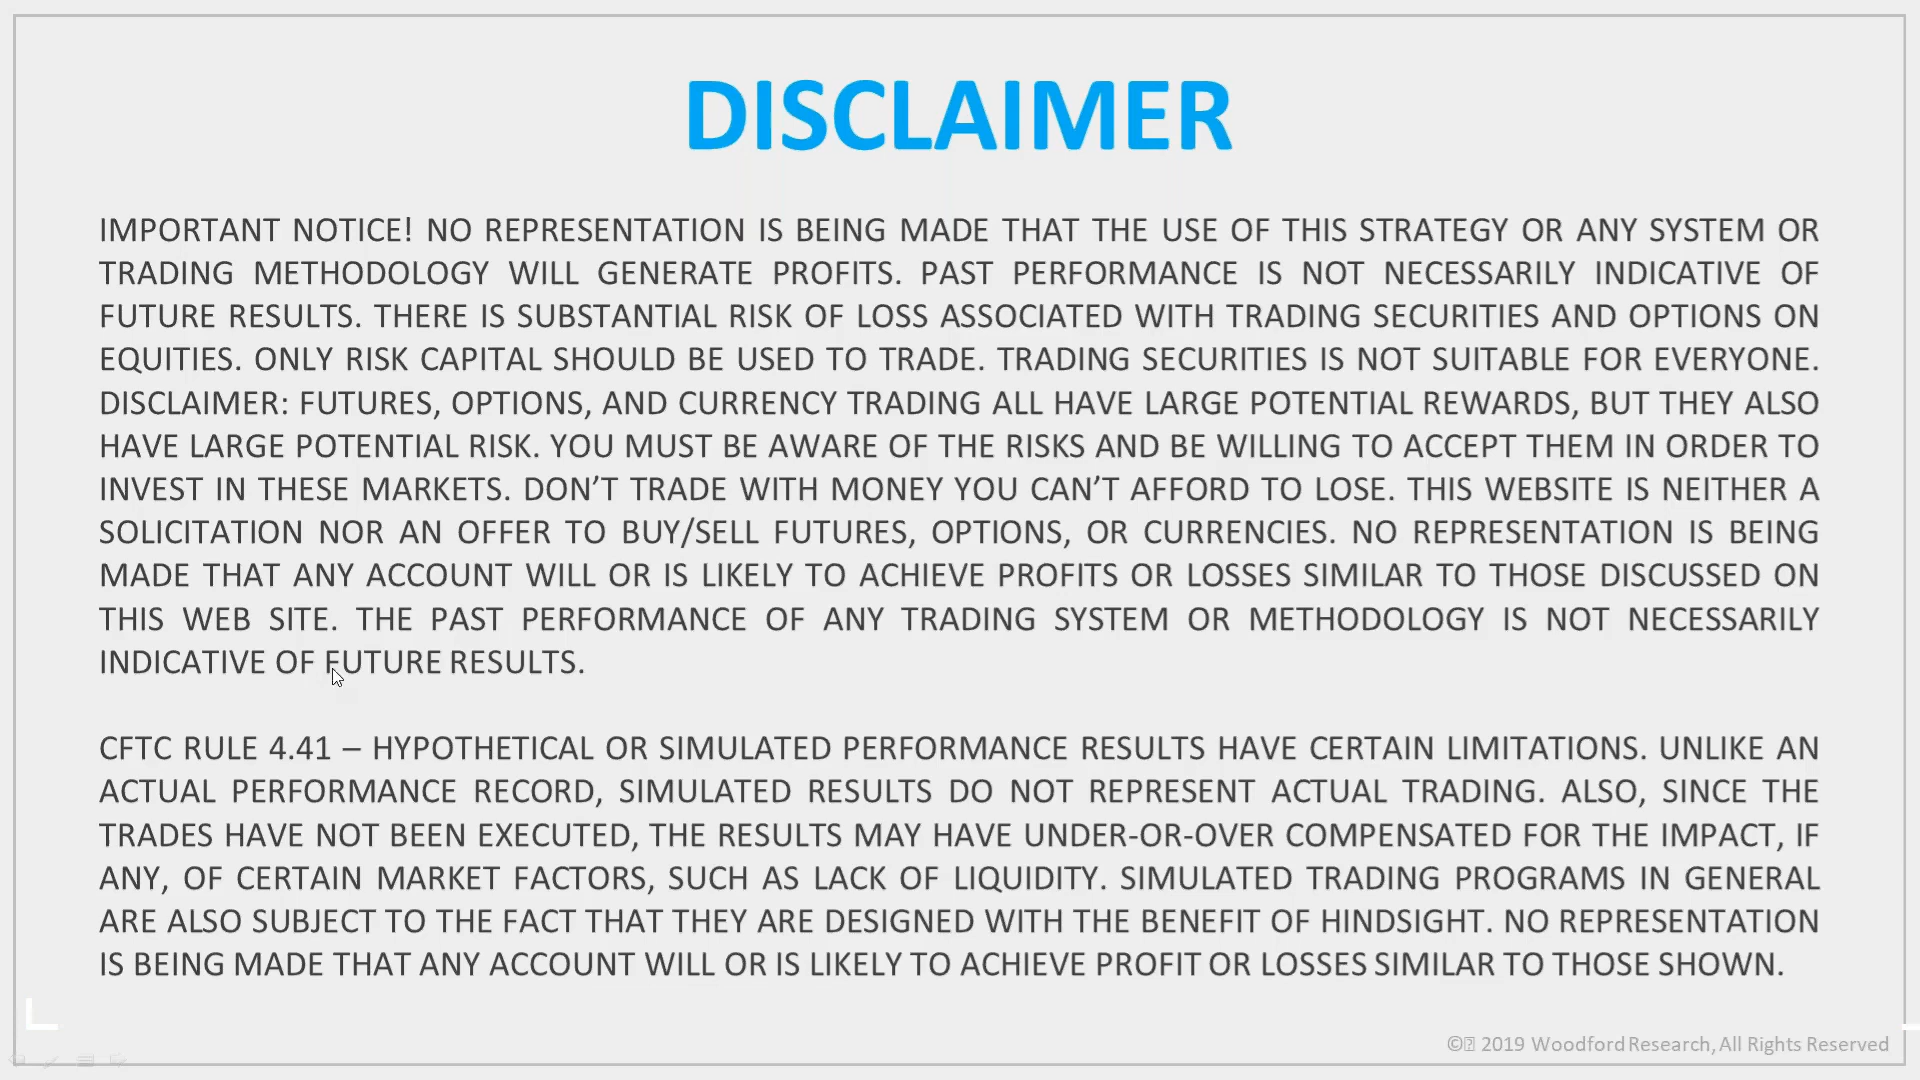 DISCLAIMER
IMPORTANT NOTICE! NO REPRESENTATION IS BEING MADE THAT THE USE OF THIS STRATEGY OR ANY SYSTEM OR
TRADING METHODOLOGY WILL GENERATE PROFITS. PAST PERFORMANCE IS NOT NECESSARILY INDICATIVE OF
FUTURE RESULTS. THERE IS SUBSTANTIAL RISK OF LOSS ASSOCIATED WITH TRADING SECURITIES AND OPTIONS ON
EQUITIES. ONLY RISK CAPITAL SHOULD BE USED TO TRADE. TRADING SECURITIES IS NOT SUITABLE FOR EVERYONE.
DISCLAIMER: FUTURES, OPTIONS, AND CURRENCY TRADING ALL HAVE LARGE POTENTIAL REWARDS, BUT THEY ALSO
HAVE LARGE POTENTIAL RISK. YOU MUST BE AWARE OF THE RISKS AND BE WILLING TO ACCEPT THEM IN ORDER TO
INVEST IN THESE MARKETS. DON’T TRADE WITH MONEY YOU CAN’T AFFORD TO LOSE. THIS WEBSITE IS NEITHER A
SOLICITATION NOR AN OFFER TO BUY/SELL FUTURES, OPTIONS, OR CURRENCIES. NO REPRESENTATION IS BEING
MADE THAT ANY ACCOUNT WILL OR IS LIKELY TO ACHIEVE PROFITS OR LOSSES SIMILAR TO THOSE DISCUSSED ON
THIS WEB SITE. THE PAST PERFORMANCE OF ANY TRADING SYSTEM OR METHODOLOGY IS NOT NECESSARILY
INDICATIVE OF FUTURE RESULTS.
CFTC RULE 4.41 – HYPOTHETICAL OR SIMULATED PERFORMANCE RESULTS HAVE CERTAIN LIMITATIONS. UNLIKE AN
ACTUAL PERFORMANCE RECORD, SIMULATED RESULTS DO NOT REPRESENT ACTUAL TRADING. ALSO, SINCE THE
TRADES HAVE NOT BEEN EXECUTED, THE RESULTS MAY HAVE UNDER-OR-OVER COMPENSATED FOR THE IMPACT, IF
ANY, OF CERTAIN MARKET FACTORS, SUCH AS LACK OF LIQUIDITY. SIMULATED TRADING PROGRAMS IN GENERAL
ARE ALSO SUBJECT TO THE FACT THAT THEY ARE DESIGNED WITH THE BENEFIT OF HINDSIGHT. NO REPRESENTATION
IS BEING MADE THAT ANY ACCOUNT WILL OR IS LIKELY TO ACHIEVE PROFIT OR LOSSES SIMILAR TO THOSE SHOWN.
© 2019 Woodford Research, All Rights Reserved